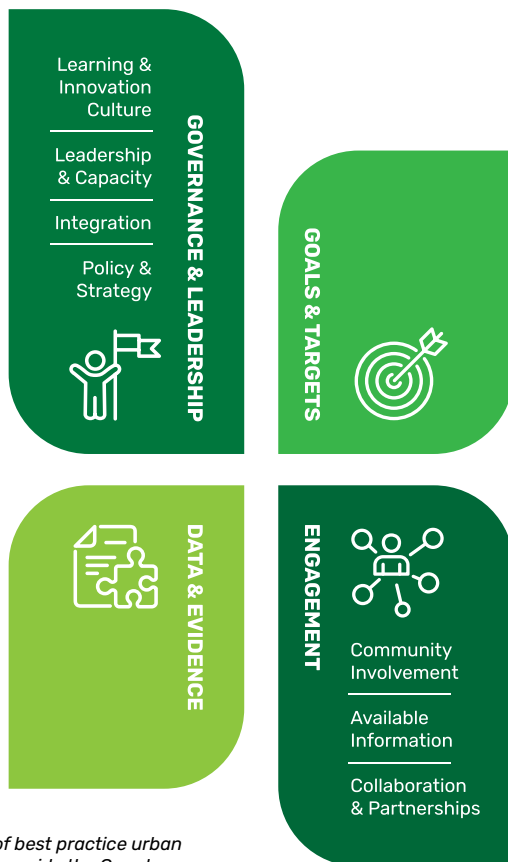 Learning &
Innovation
Culture
Leadership
& Capacity
Integration
Policy &
Strategy
GOVERNANCE & LEADERSHIP
GOALS & TARGETS
DATA & EVIDENCE
ENGAGEMENT
Community
Involvement
Available
Information
Collaboration
& Partnerships
of best practice urban